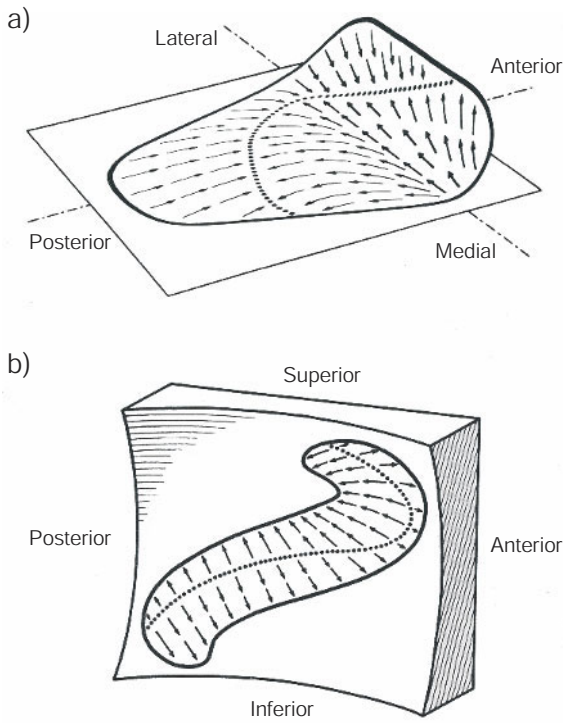 a)
Lateral
Anterior
Posterior
Medial
b)
Superior
Posterior
Anterior
Inferior